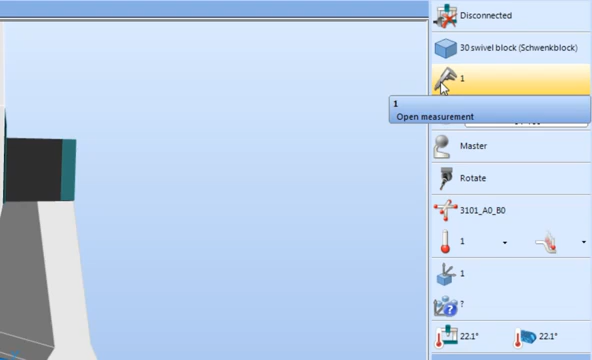 Disconnected
30 swivel block (Schwenkblock)
1
1
Open measurement
Master
Rotate
3101_A0_B0
1
1
?
22.1°
22.1°